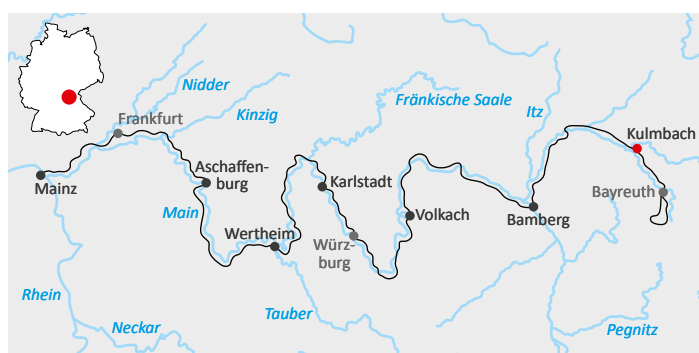 Nidder
Fränkische Saale
Kinzig
Itz
Frankfurt
Kulmbach
Mainz
Aschaffen-
burg
Karlstadt
Bayreuth
Main
Volkach
Bamberg
Wertheim
Würz-
burg
Rhein
Tauber
Neckar
Pegnitz